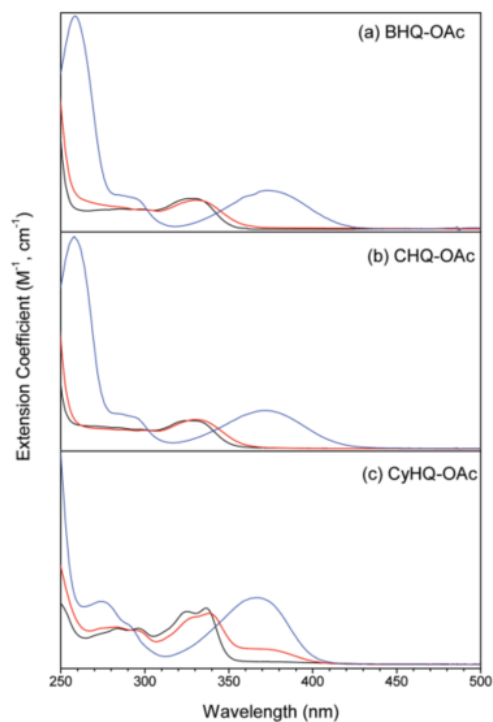 (a) BHQ-OAc
(b) CHQ-OAc
(c) CyHQ-OAc
Extension Coefficient (M⁻¹, cm⁻¹)
250 300 350 400 450 500
Wavelength (nm)